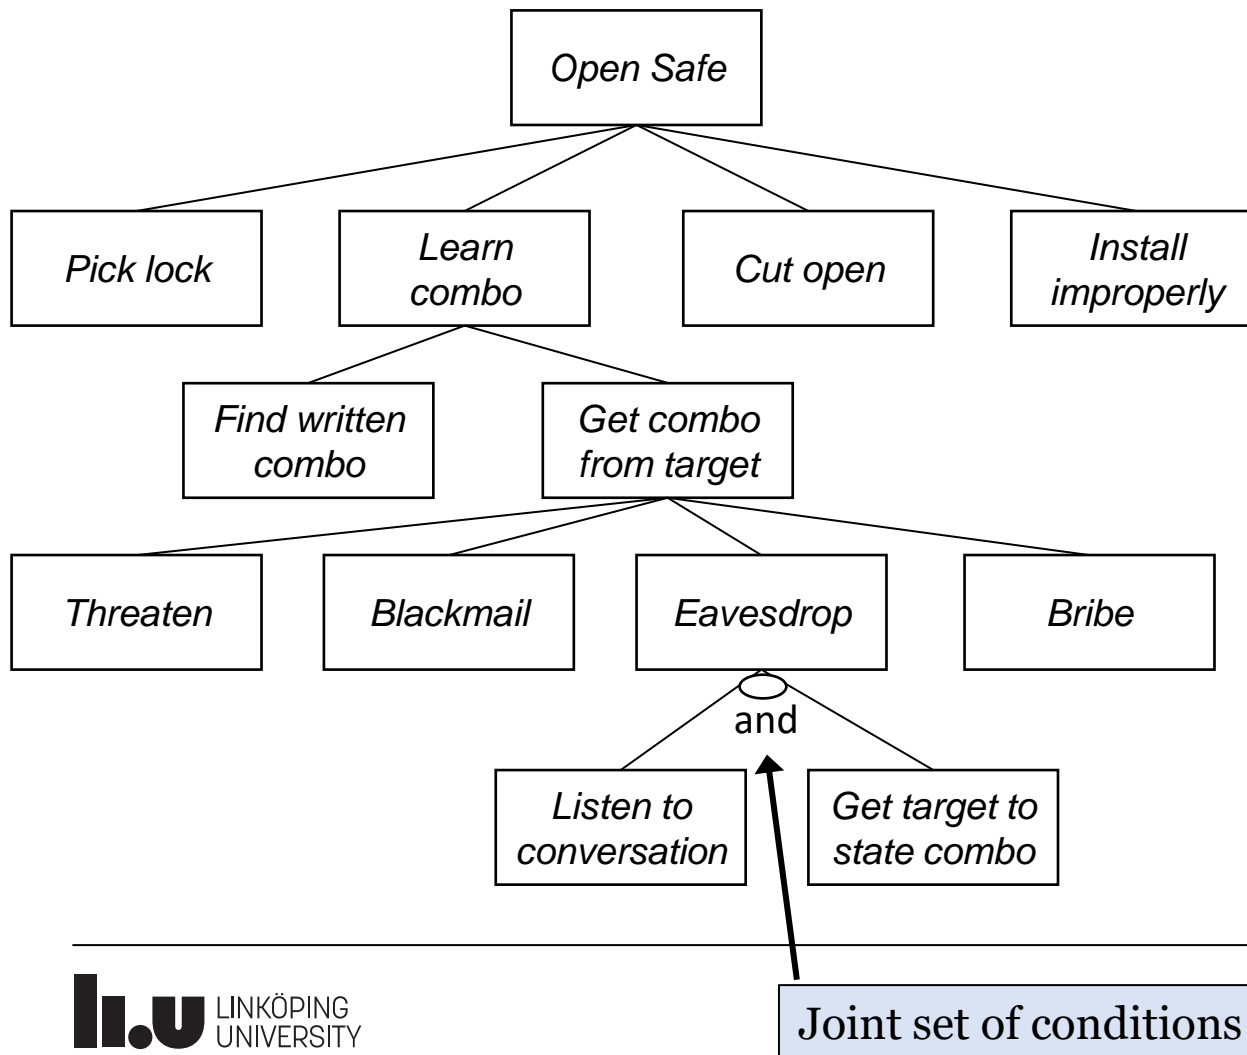 Open Safe
Pick lock
Learn
combo
Cut open
Install
improperly
Find written
combo
Get combo
from target
Threaten
Blackmail
Eavesdrop
Bribe
and
Listen to
conversation
Get target to
state combo
li.u LINKÖPING
UNIVERSITY
Joint set of conditions